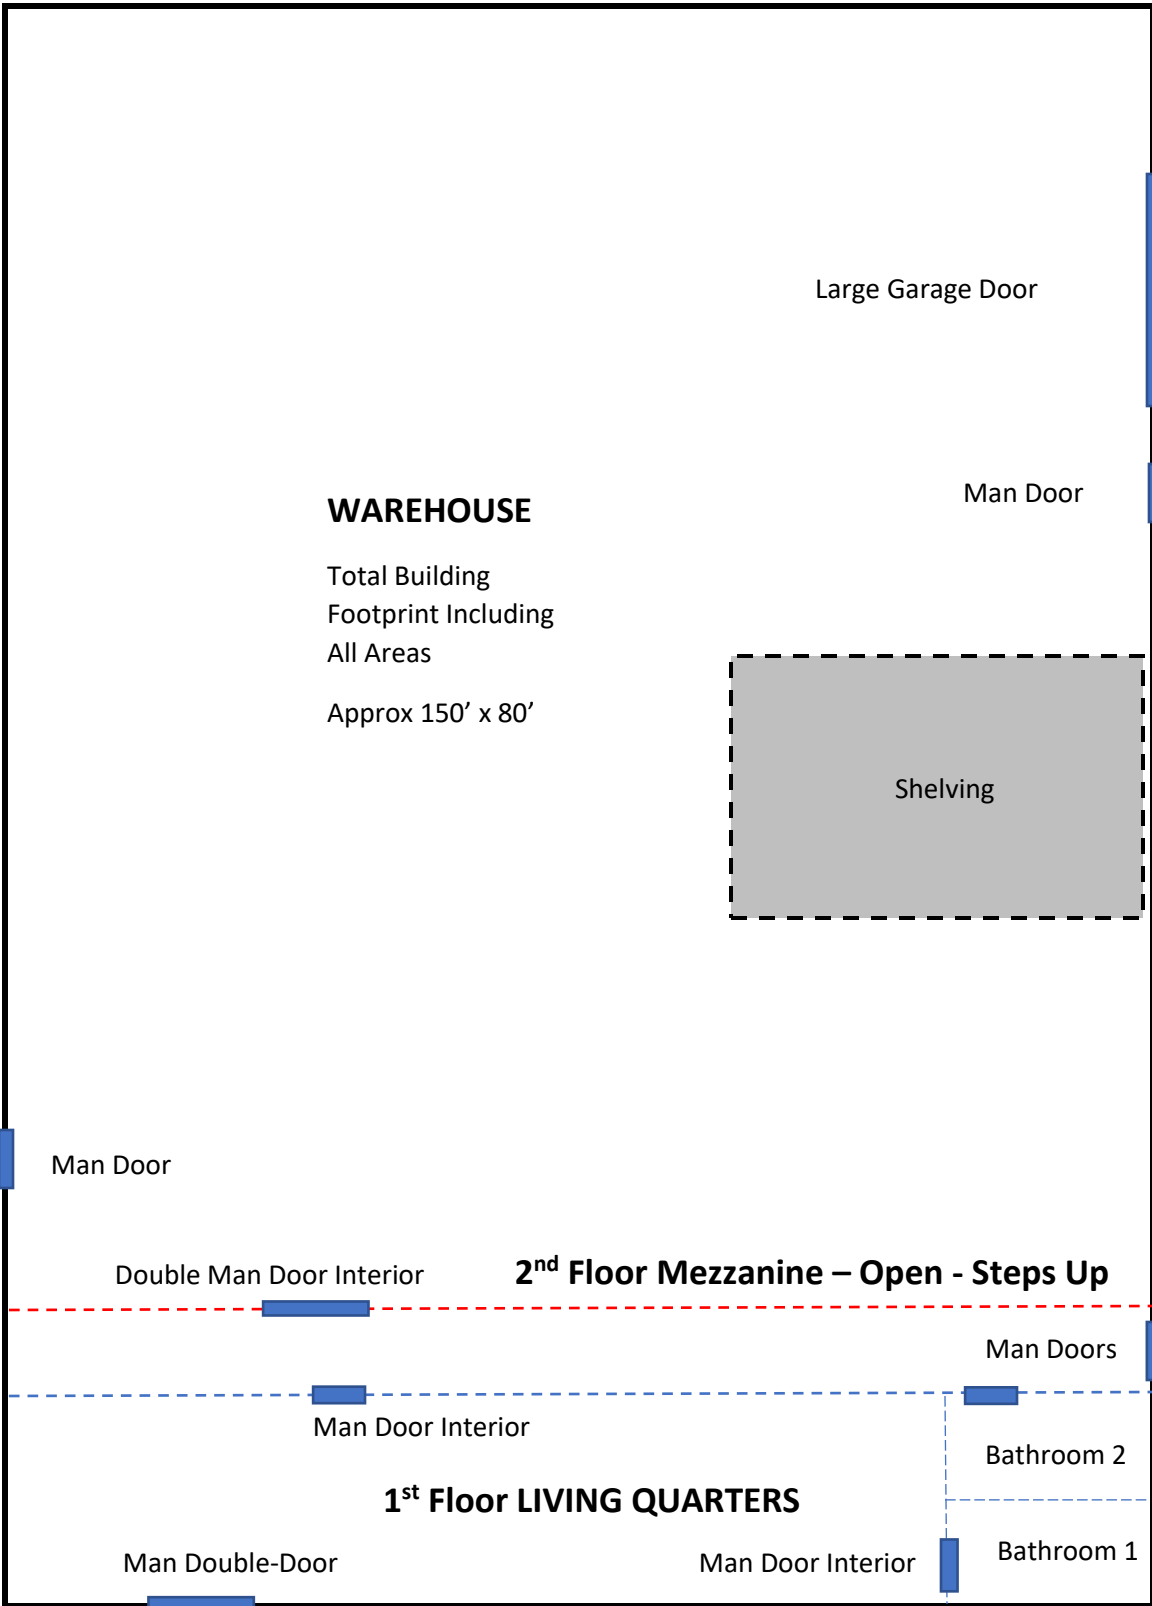 Large Garage Door
Man Door
WAREHOUSE
Total Building
Footprint Including
All Areas
Approx 150’ x 80’
Shelving
Man Door
Double Man Door Interior
2nd Floor Mezzanine – Open - Steps Up
Man Doors
Man Door Interior
Bathroom 2
1st Floor LIVING QUARTERS
Man Double-Door
Man Door Interior
Bathroom 1